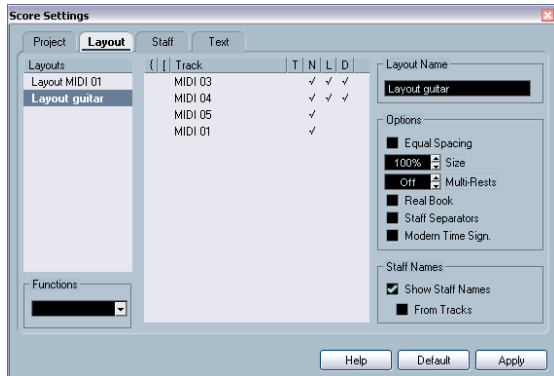 Score Settings
Project Layout Staff Text
Layouts
Layout MIDI 01
Layout guitar
Functions
{ [ Track T N L D
MIDI 03 ✓ ✓ ✓
MIDI 04 ✓ ✓ ✓
MIDI 05 ✓
MIDI 01 ✓
Layout Name
Layout guitar
Options
Equal Spacing
100% Size
Off Multi-Rests
Real Book
Staff Separators
Modern Time Sign.
Staff Names
Show Staff Names
From Tracks
Help Default Apply